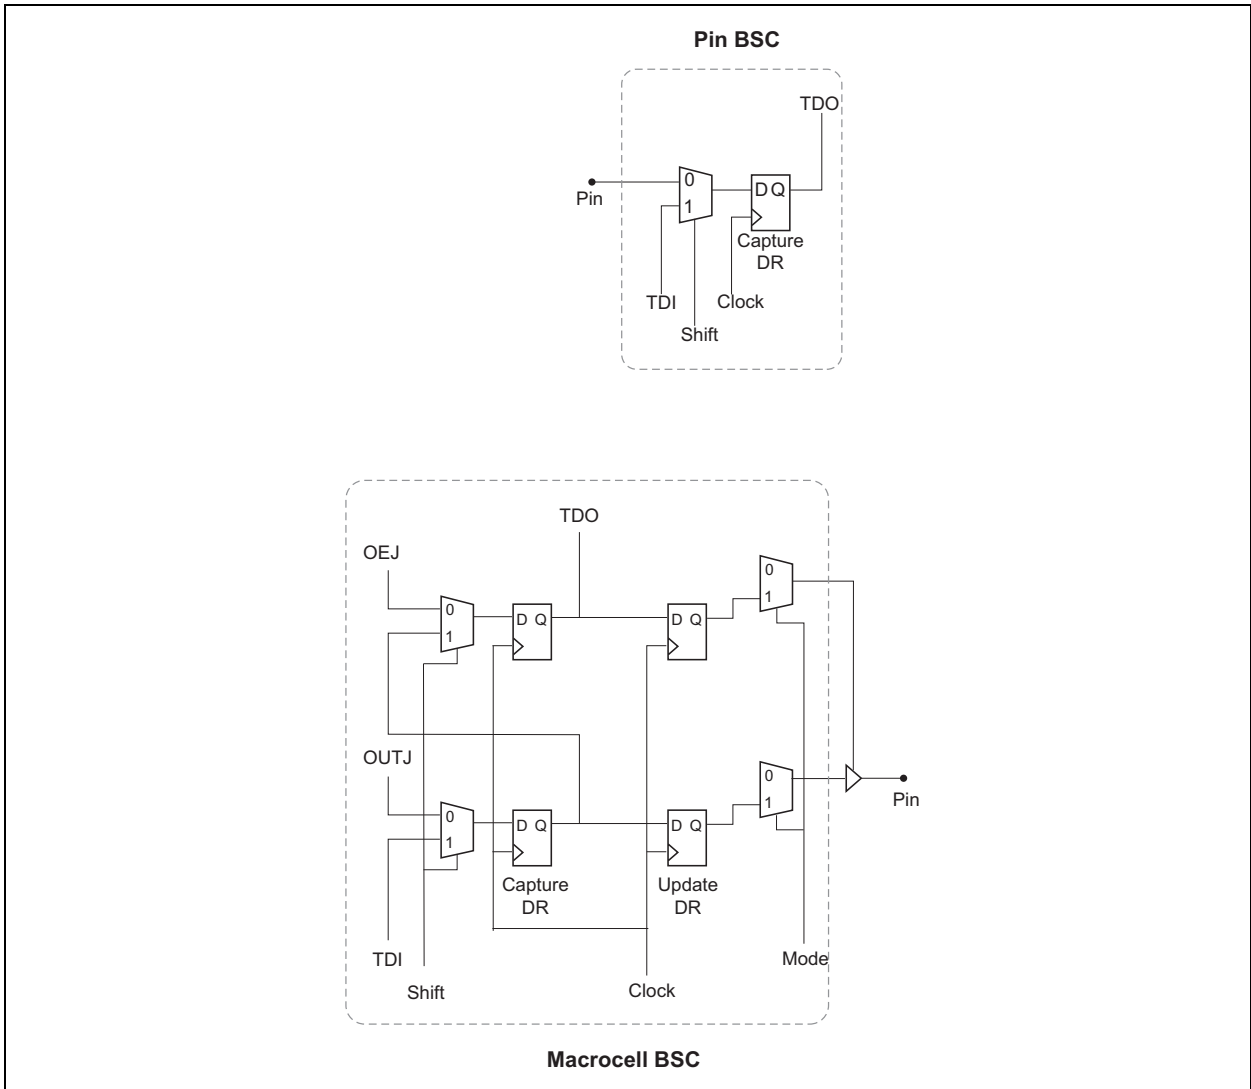 Pin BSC
TDO
Pin
0
1
D Q
Capture
DR
TDI
Clock
Shift
TDO
OEJ
0
1
D Q
D Q
0
1
OUTJ
0
1
D Q
D Q
0
1
Pin
Capture
DR
Update
DR
TDI
Shift
Clock
Mode
Macrocell BSC